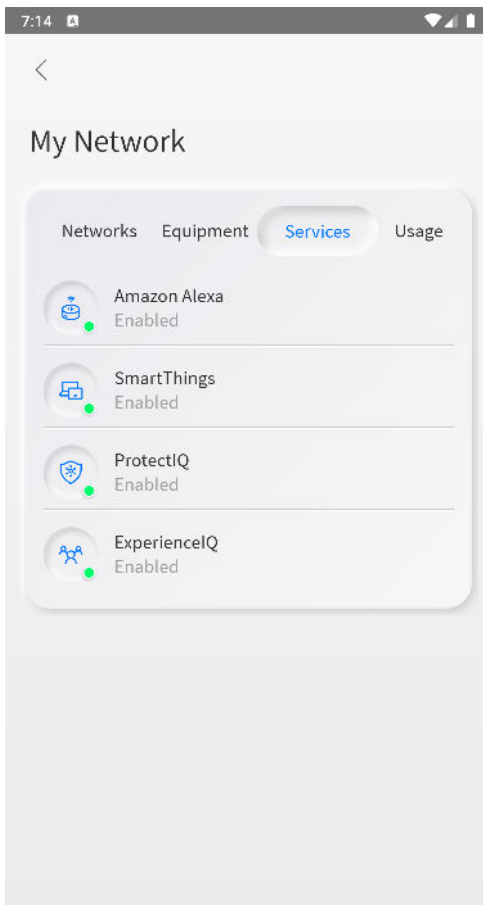 7:14
My Network
Networks Equipment Services Usage
Amazon Alexa
Enabled
SmartThings
Enabled
ProtectIQ
Enabled
ExperienceIQ
Enabled